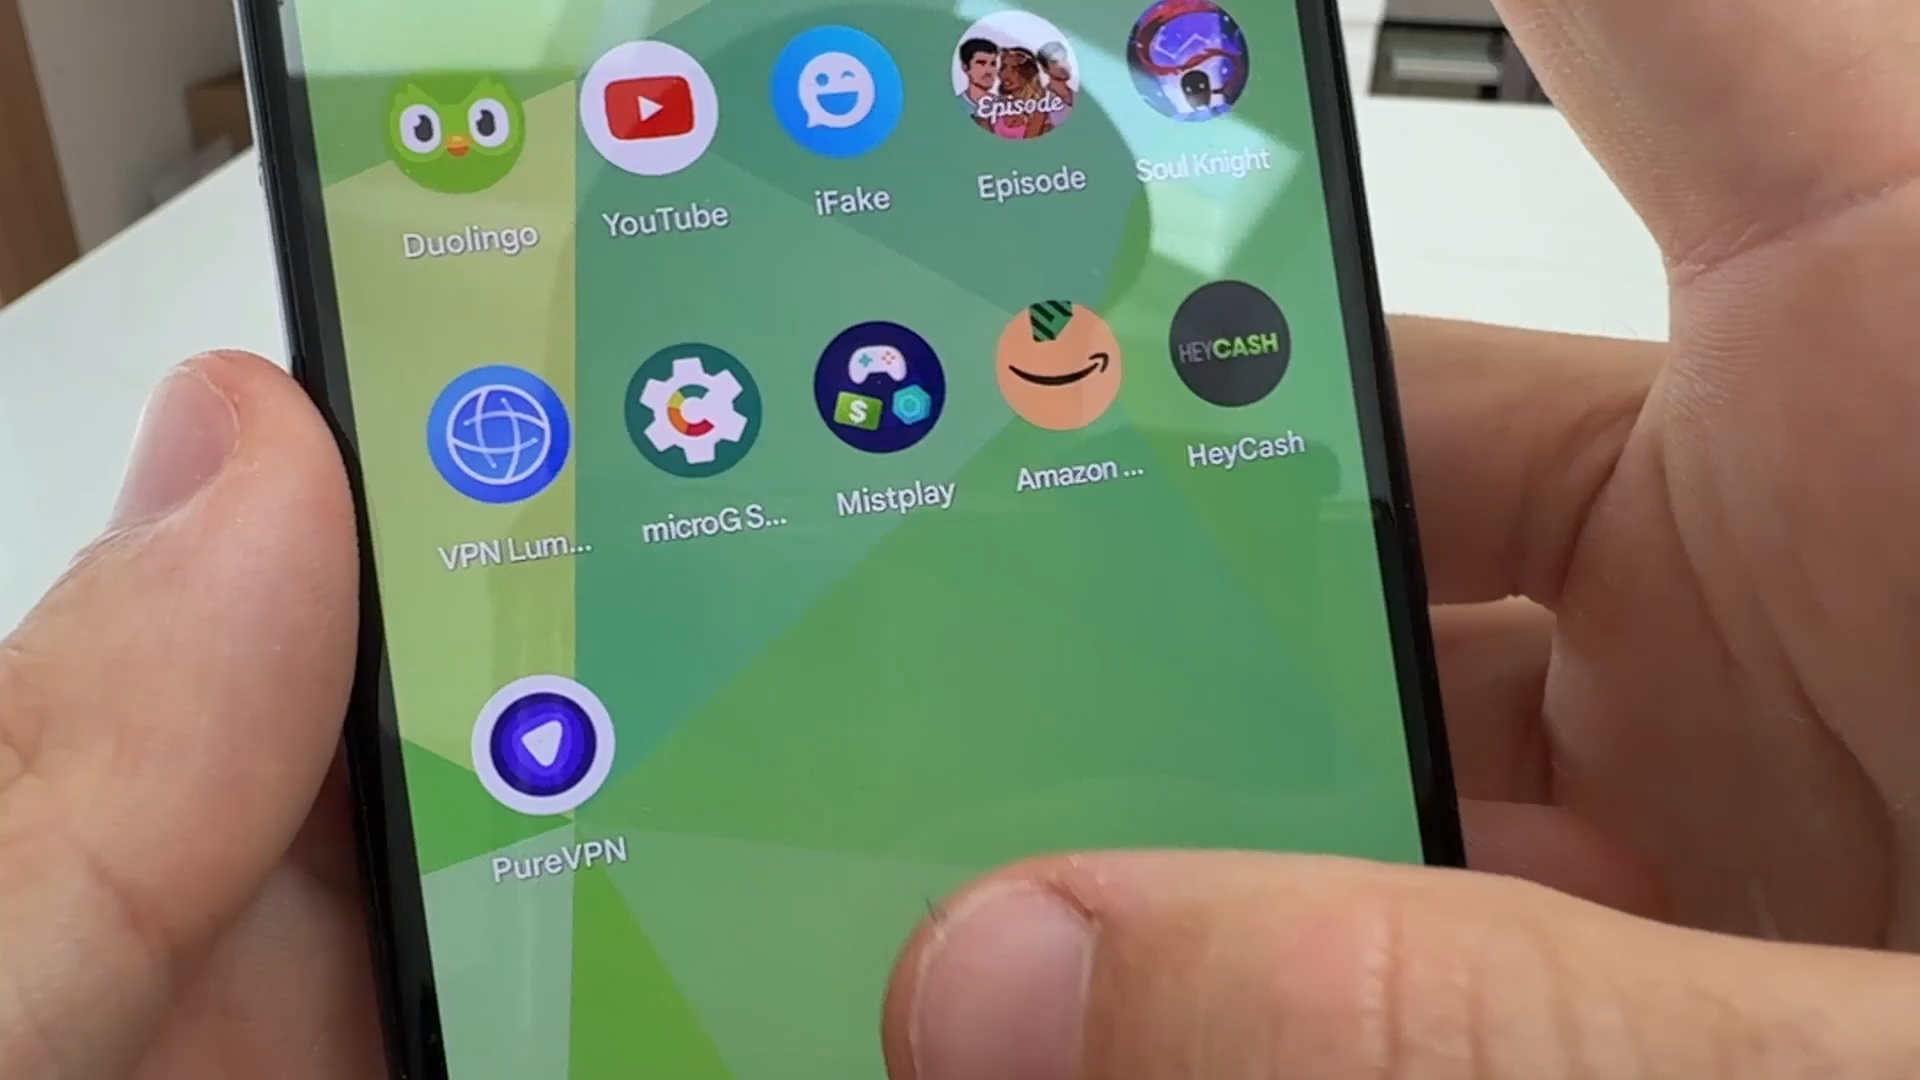 Episode
Duolingo
YouTube
iFake
Episode
Soul Knight
HEYCASH
VPN Lum...
microG S...
Mistplay
Amazon ...
HeyCash
PureVPN